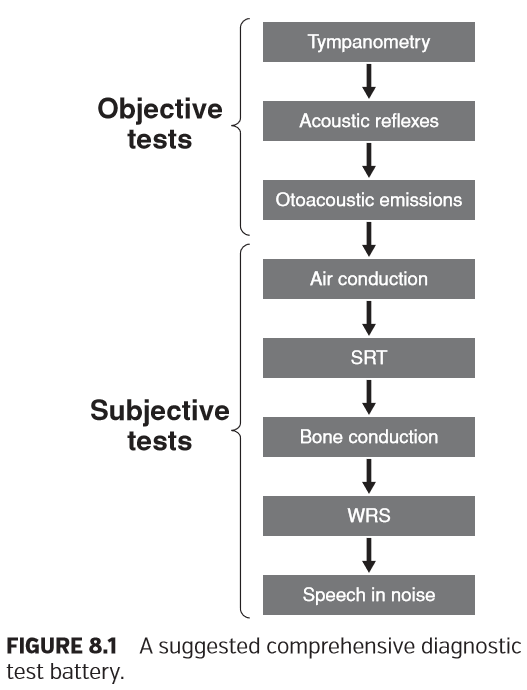 Objective
tests
Tympanometry
Acoustic reflexes
Otoacoustic emissions
Subjective
tests
Air conduction
SRT
Bone conduction
WRS
Speech in noise
FIGURE 8.1 A suggested comprehensive diagnostic
test battery.